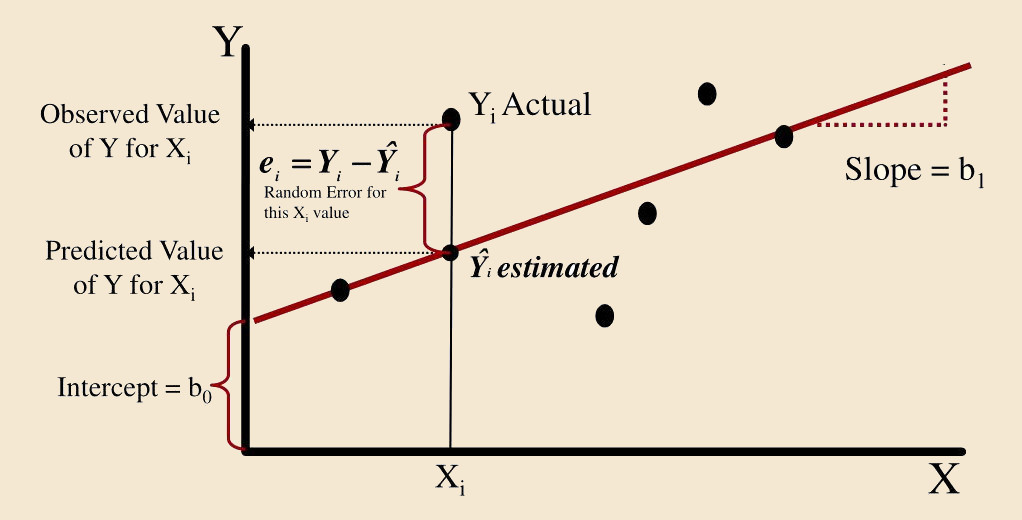 Y
Observed Value
of Y for Xᵢ
Yᵢ Actual
eᵢ = Yᵢ − Ŷᵢ
Random Error for
this Xᵢ value
Slope = b₁
Predicted Value
of Y for Xᵢ
Ŷᵢ estimated
Intercept = b₀
Xᵢ
X